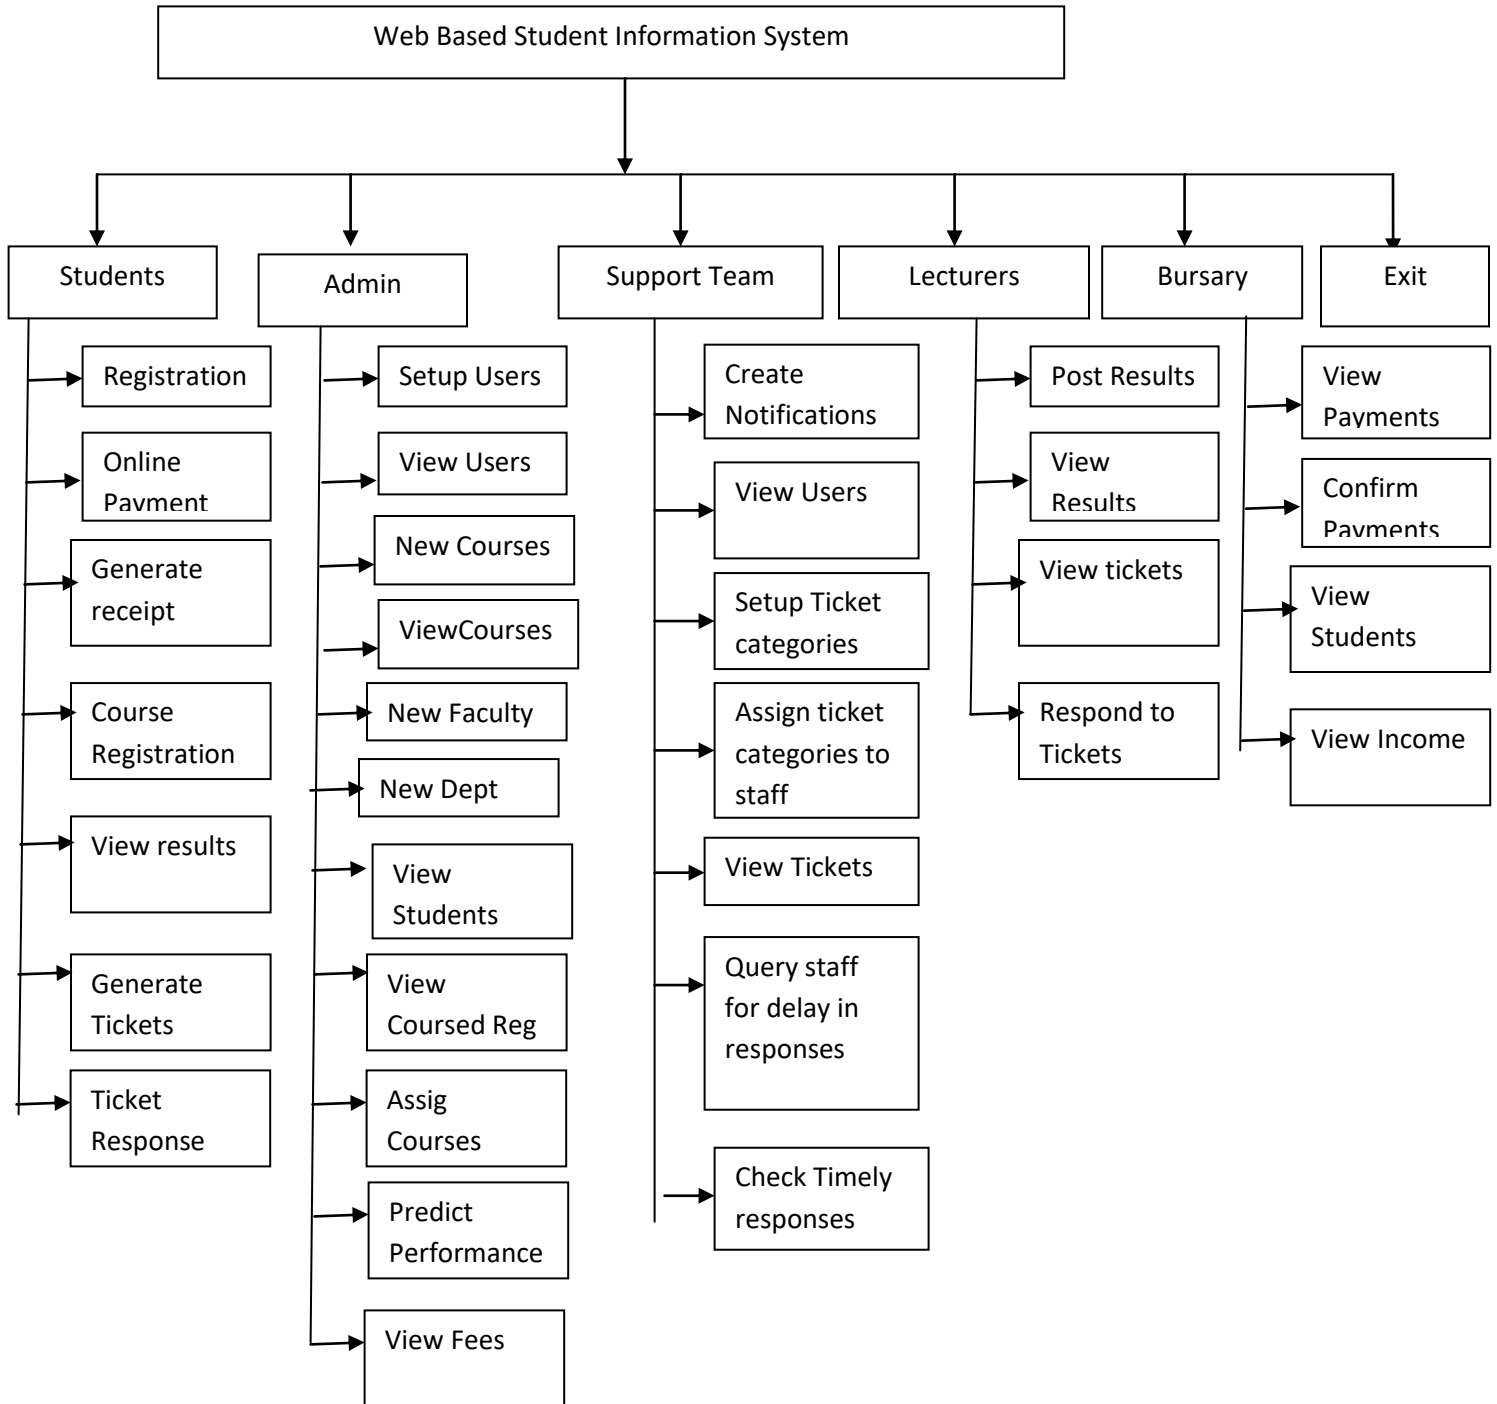 Web Based Student Information System
Students
Admin
Support Team
Lecturers
Bursary
Exit
Registration
Online
Payment
Generate
receipt
Course
Registration
View results
Generate
Tickets
Ticket
Response
Setup Users
View Users
New Courses
ViewCourses
New Faculty
New Dept
View
Students
View
Coursed Reg
Assig
Courses
Predict
Performance
View Fees
Create
Notifications
View Users
Setup Ticket
categories
Assign ticket
categories to
staff
View Tickets
Query staff
for delay in
responses
Check Timely
responses
Post Results
View
Results
View tickets
Respond to
Tickets
View
Payments
Confirm
Payments
View
Students
View Income